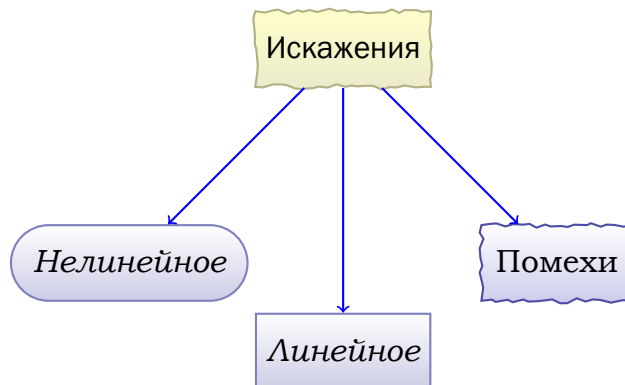 Искажения
Нелинейное
Помехи
Линейное